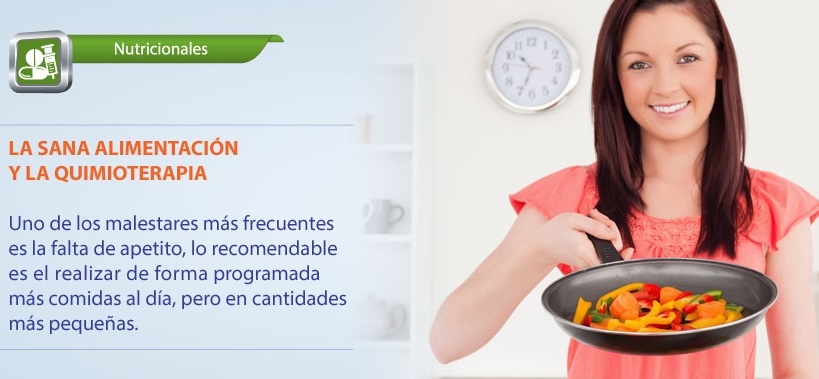 Nutricionales
LA SANA ALIMENTACIÓN
Y LA QUIMIOTERAPIA
Uno de los malestares más frecuentes
es la falta de apetito, lo recomendable
es el realizar de forma programada
más comidas al día, pero en cantidades
más pequeñas.